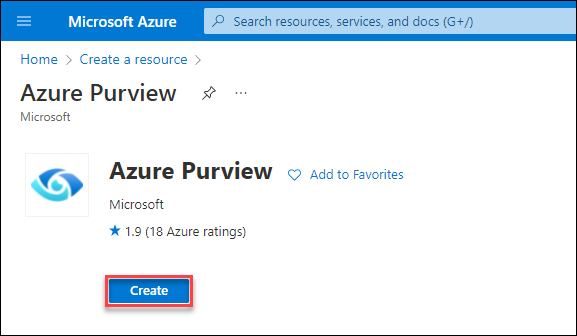 Microsoft Azure
Search resources, services, and docs (G+/)
Home > Create a resource >
Azure Purview
...
Microsoft
Azure Purview
Add to Favorites
Microsoft
★ 1.9 (18 Azure ratings)
Create